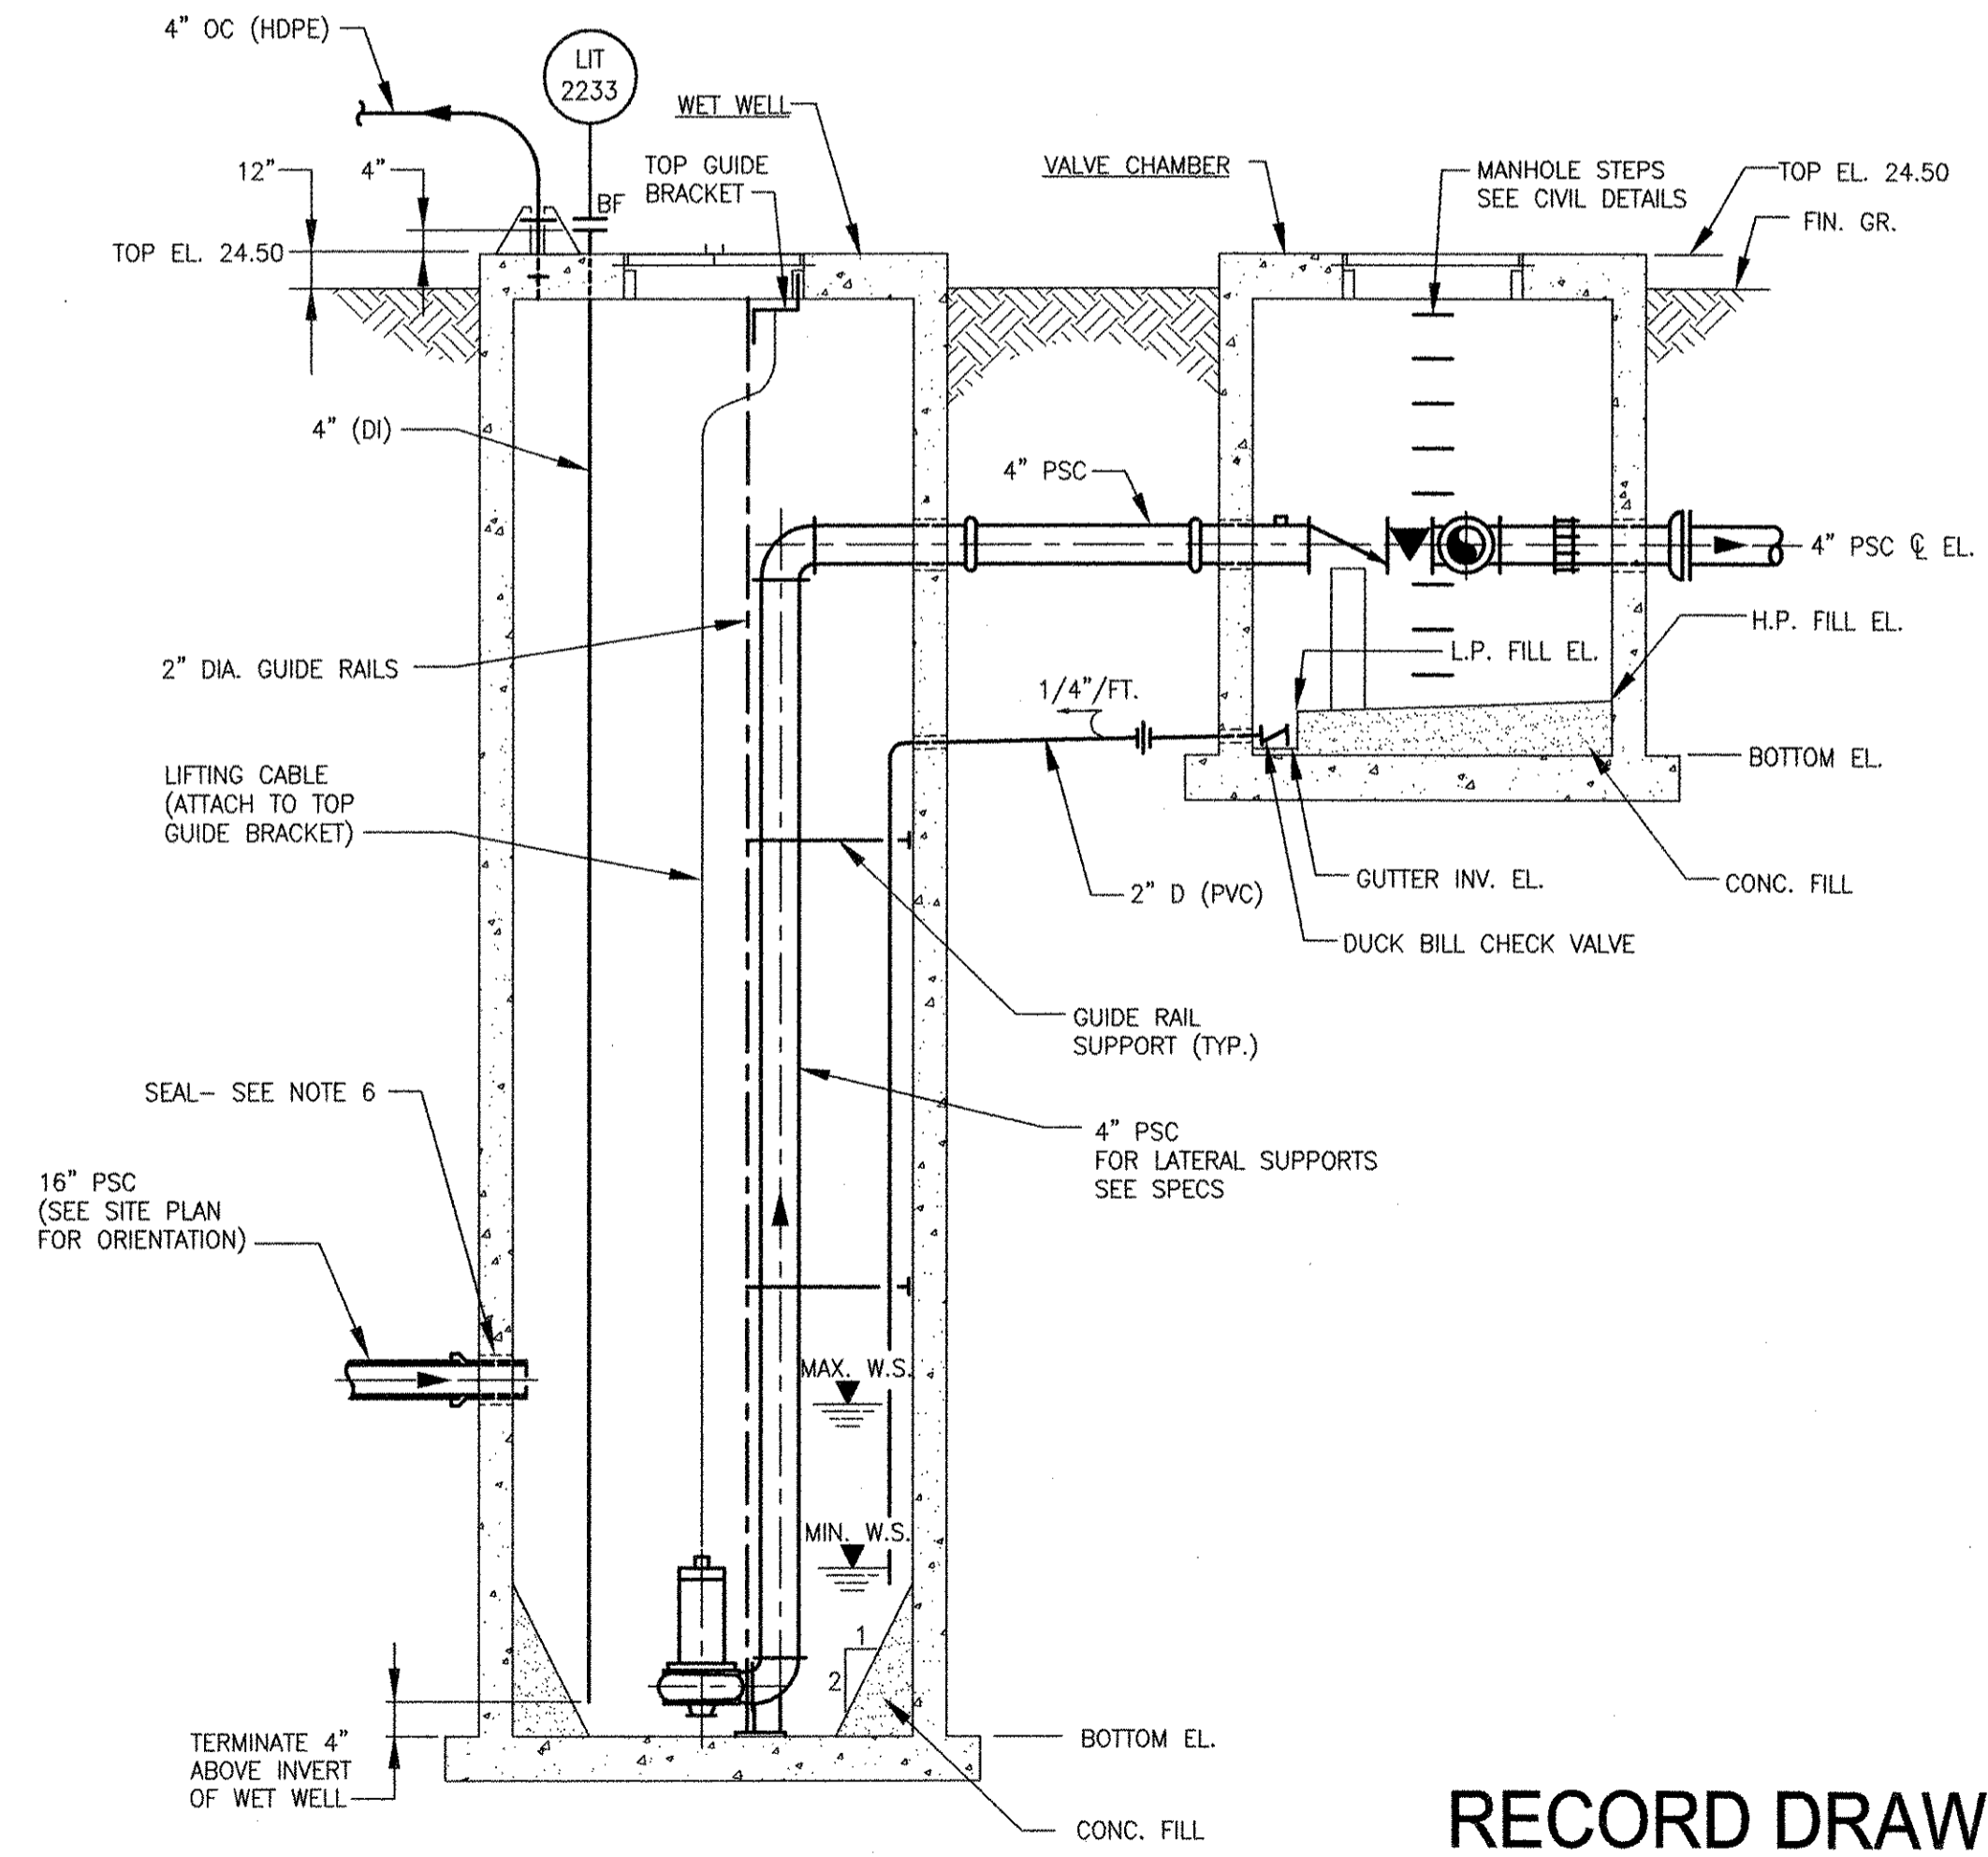 4" OC (HDPE)
LIT
2233
WET WELL
12"
4"
BF
TOP GUIDE
BRACKET
VALVE CHAMBER
MANHOLE STEPS
SEE CIVIL DETAILS
TOP EL. 24.50
FIN. GR.
TOP EL. 24.50
4" (DI)
4" PSC
4" PSC ℄ EL.
2" DIA. GUIDE RAILS
H.P. FILL EL.
L.P. FILL EL.
1/4"/FT.
LIFTING CABLE
(ATTACH TO TOP
GUIDE BRACKET)
BOTTOM EL.
GUTTER INV. EL.
CONC. FILL
2" D (PVC)
DUCK BILL CHECK VALVE
GUIDE RAIL
SUPPORT (TYP.)
SEAL- SEE NOTE 6
4" PSC
FOR LATERAL SUPPORTS
SEE SPECS
16" PSC
(SEE SITE PLAN
FOR ORIENTATION)
MAX. W.S.
MIN. W.S.
1
2
TERMINATE 4"
ABOVE INVERT
OF WET WELL
BOTTOM EL.
CONC. FILL
RECORD DRAW